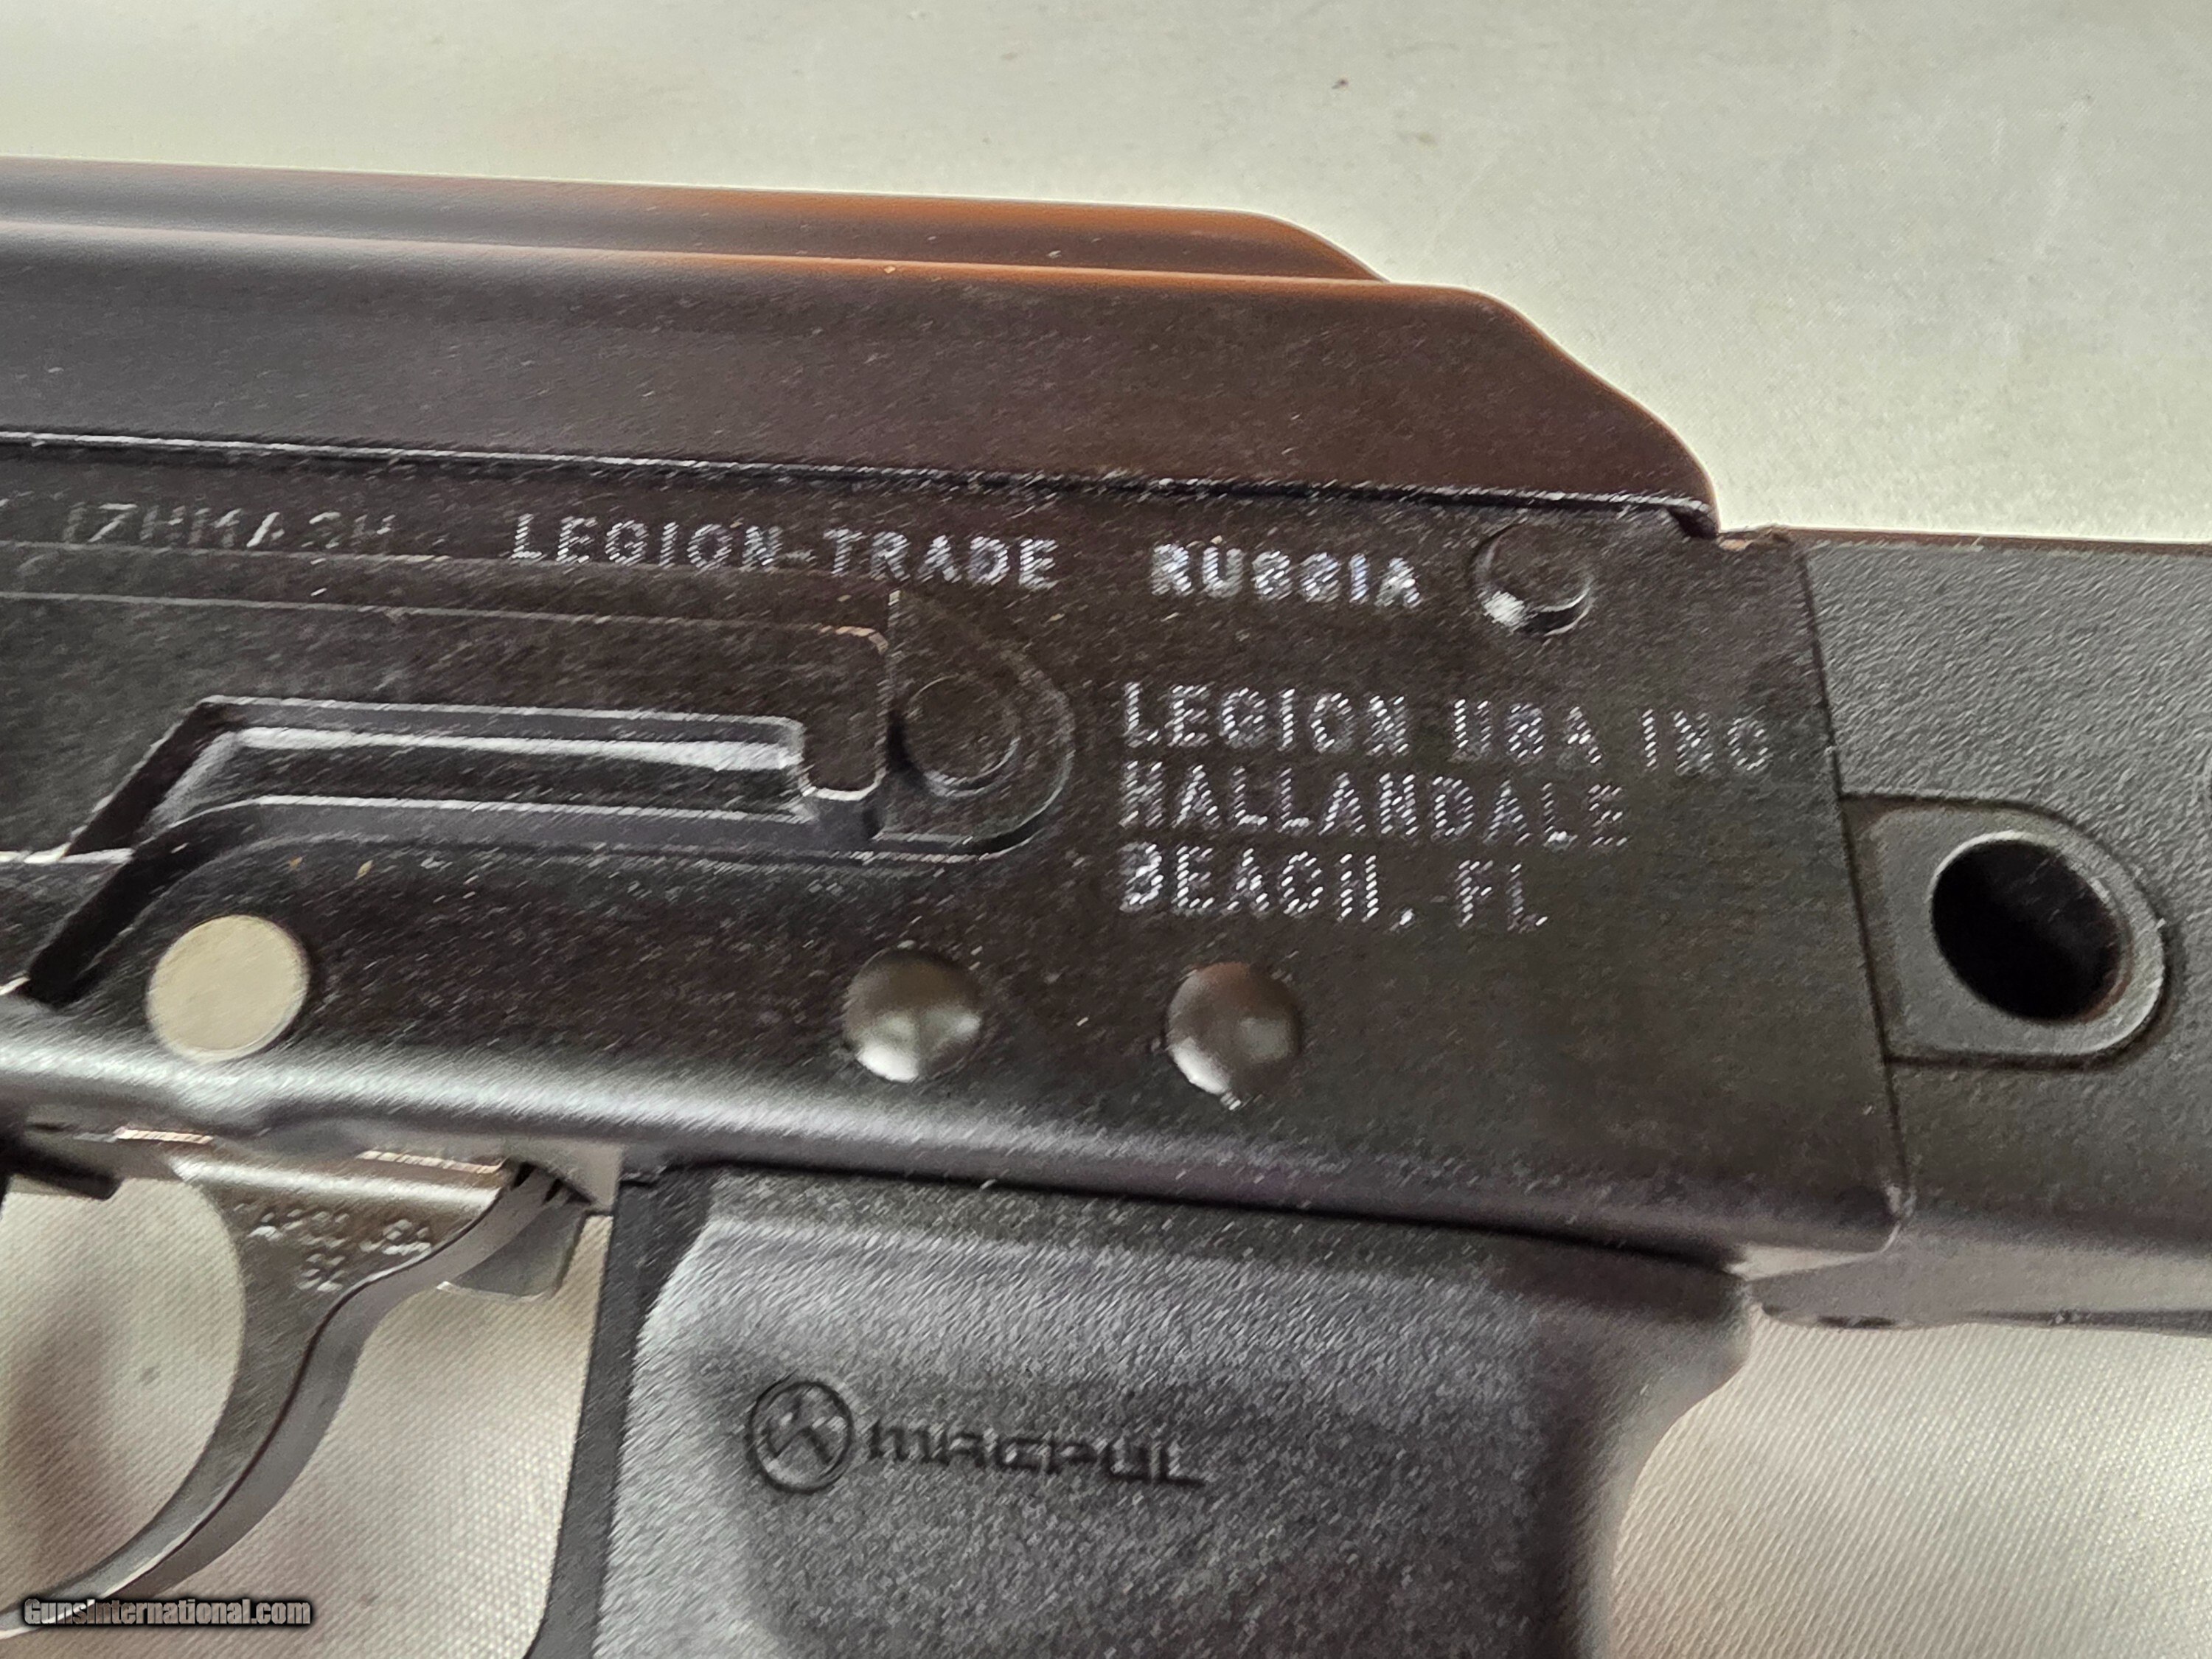 IZHMASH LEGION-TRADE RUSSIA
LEGION USA INC
HALLANDALE
BEACH, FL
MAGPUL
GunsInternational.com